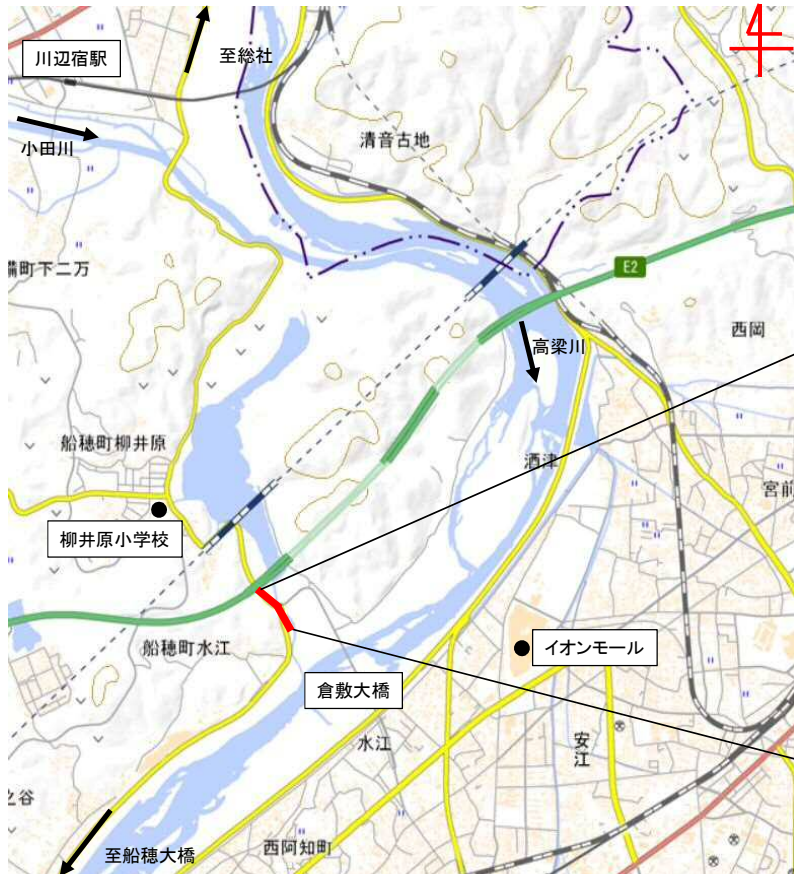 川辺宿駅
至総社
小田川
清音古地
備町下二万
E2
高梁川
西岡
船穂町柳井原
酒津
宮前
柳井原小学校
船穂町水江
イオンモール
倉敷大橋
水江
安江
之谷
至船穂大橋
西阿知町